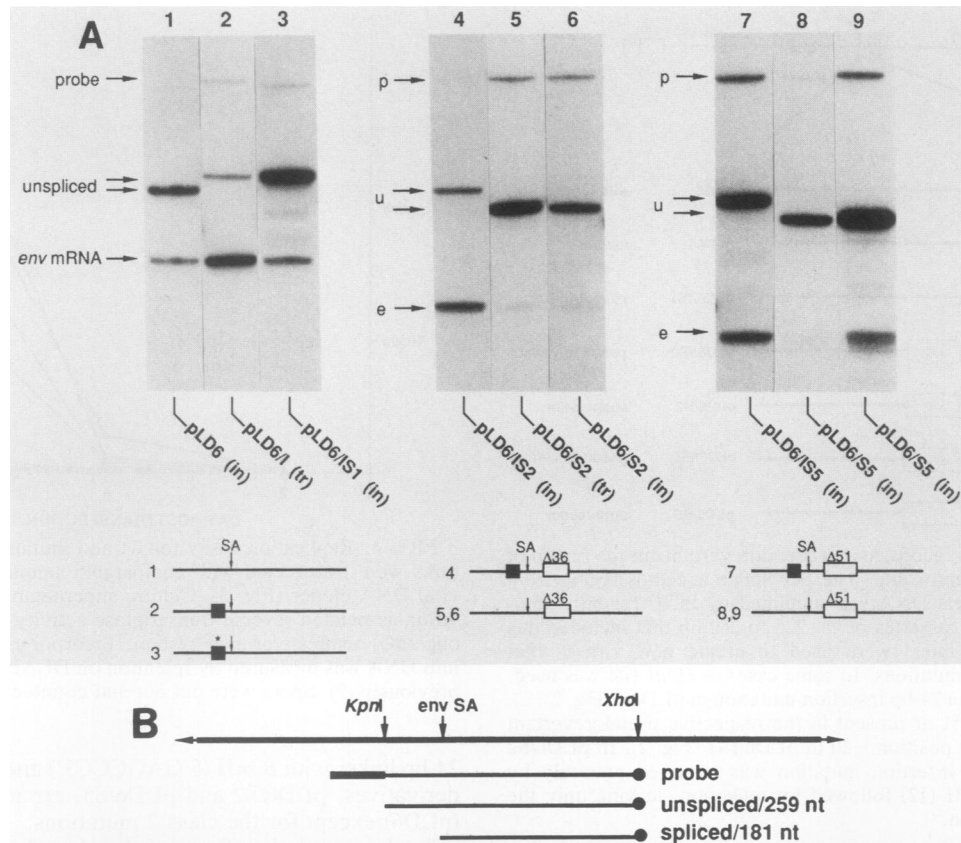 A
1 2 3
4 5 6
7 8 9
probe
unspliced
env mRNA
p
u
e
p
u
e
pLD6 (in)
pLD6/I (tr)
pLD6/IS1 (in)
pLD6/IS2 (in)
pLD6/S2 (tr)
pLD6/S2 (in)
pLD6/IS5 (in)
pLD6/S5 (in)
pLD6/S5 (in)
SA
1
2
*
3
SA
4
Δ36
5,6
Δ36
SA
7
Δ51
8,9
Δ51
B
KpnI
env SA
XhoI
probe
unspliced/259 nt
spliced/181 nt